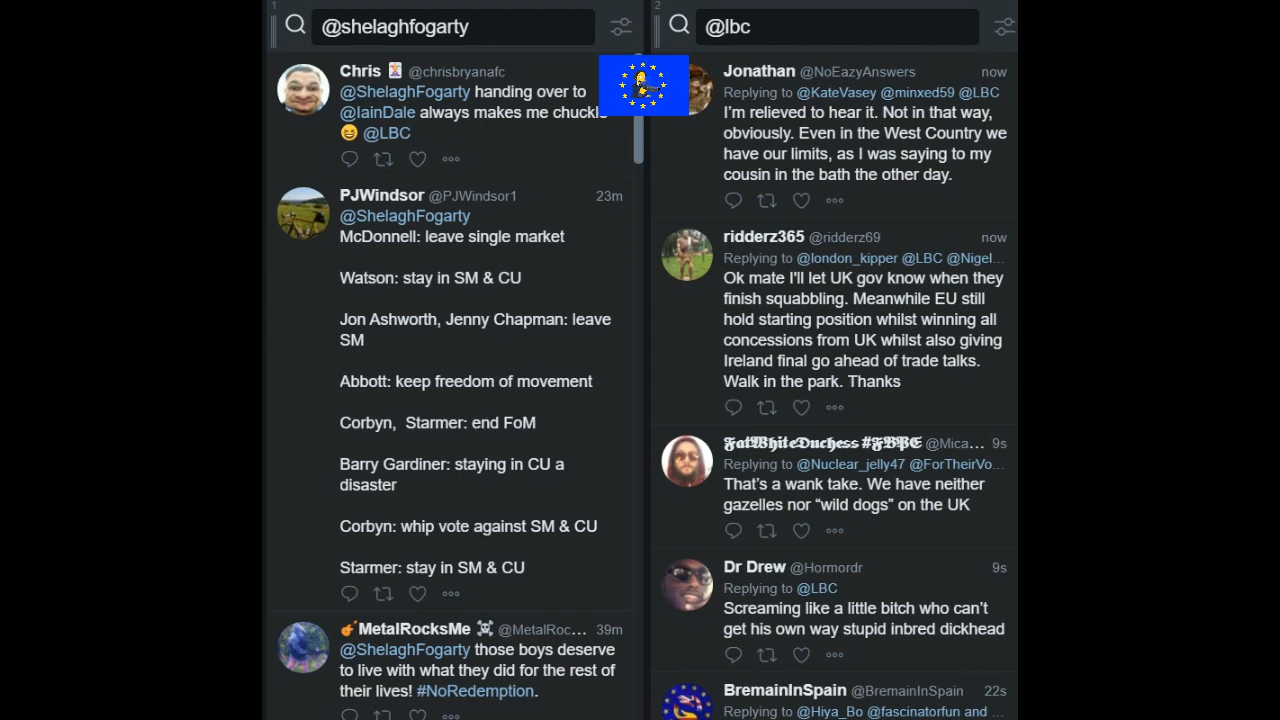 1
@shelaghfogarty
Chris @chrisbryanafc
@ShelaghFogarty handing over to
@IainDale always makes me chuckle
@LBC
PJWindsor @PJWindsor1 23m
@ShelaghFogarty
McDonnell: leave single market
Watson: stay in SM & CU
Jon Ashworth, Jenny Chapman: leave
SM
Abbott: keep freedom of movement
Corbyn, Starmer: end FoM
Barry Gardiner: staying in CU a
disaster
Corbyn: whip vote against SM & CU
Starmer: stay in SM & CU
MetalRocksMe @MetalRoc... 39m
@ShelaghFogarty those boys deserve
to live with what they did for the rest of
their lives! #NoRedemption.
2
@lbc
Jonathan @NoEazyAnswers now
Replying to @KateVasey @minxed59 @LBC
I’m relieved to hear it. Not in that way,
obviously. Even in the West Country we
have our limits, as I was saying to my
cousin in the bath the other day.
ridderz365 @ridderz69 now
Replying to @london_kipper @LBC @Nigel...
Ok mate I'll let UK gov know when they
finish squabbling. Meanwhile EU still
hold starting position whilst winning all
concessions from UK whilst also giving
Ireland final go ahead of trade talks.
Walk in the park. Thanks
@Mica... 9s
Replying to @Nuclear_jelly47 @ForTheirVo...
That’s a wank take. We have neither
gazelles nor “wild dogs” on the UK
Dr Drew @Hormordr 9s
Replying to @LBC
Screaming like a little bitch who can’t
get his own way stupid inbred dickhead
BremainInSpain @BremainInSpain 22s
Replying to @Hiya_Bo @fascinatorfun and ...